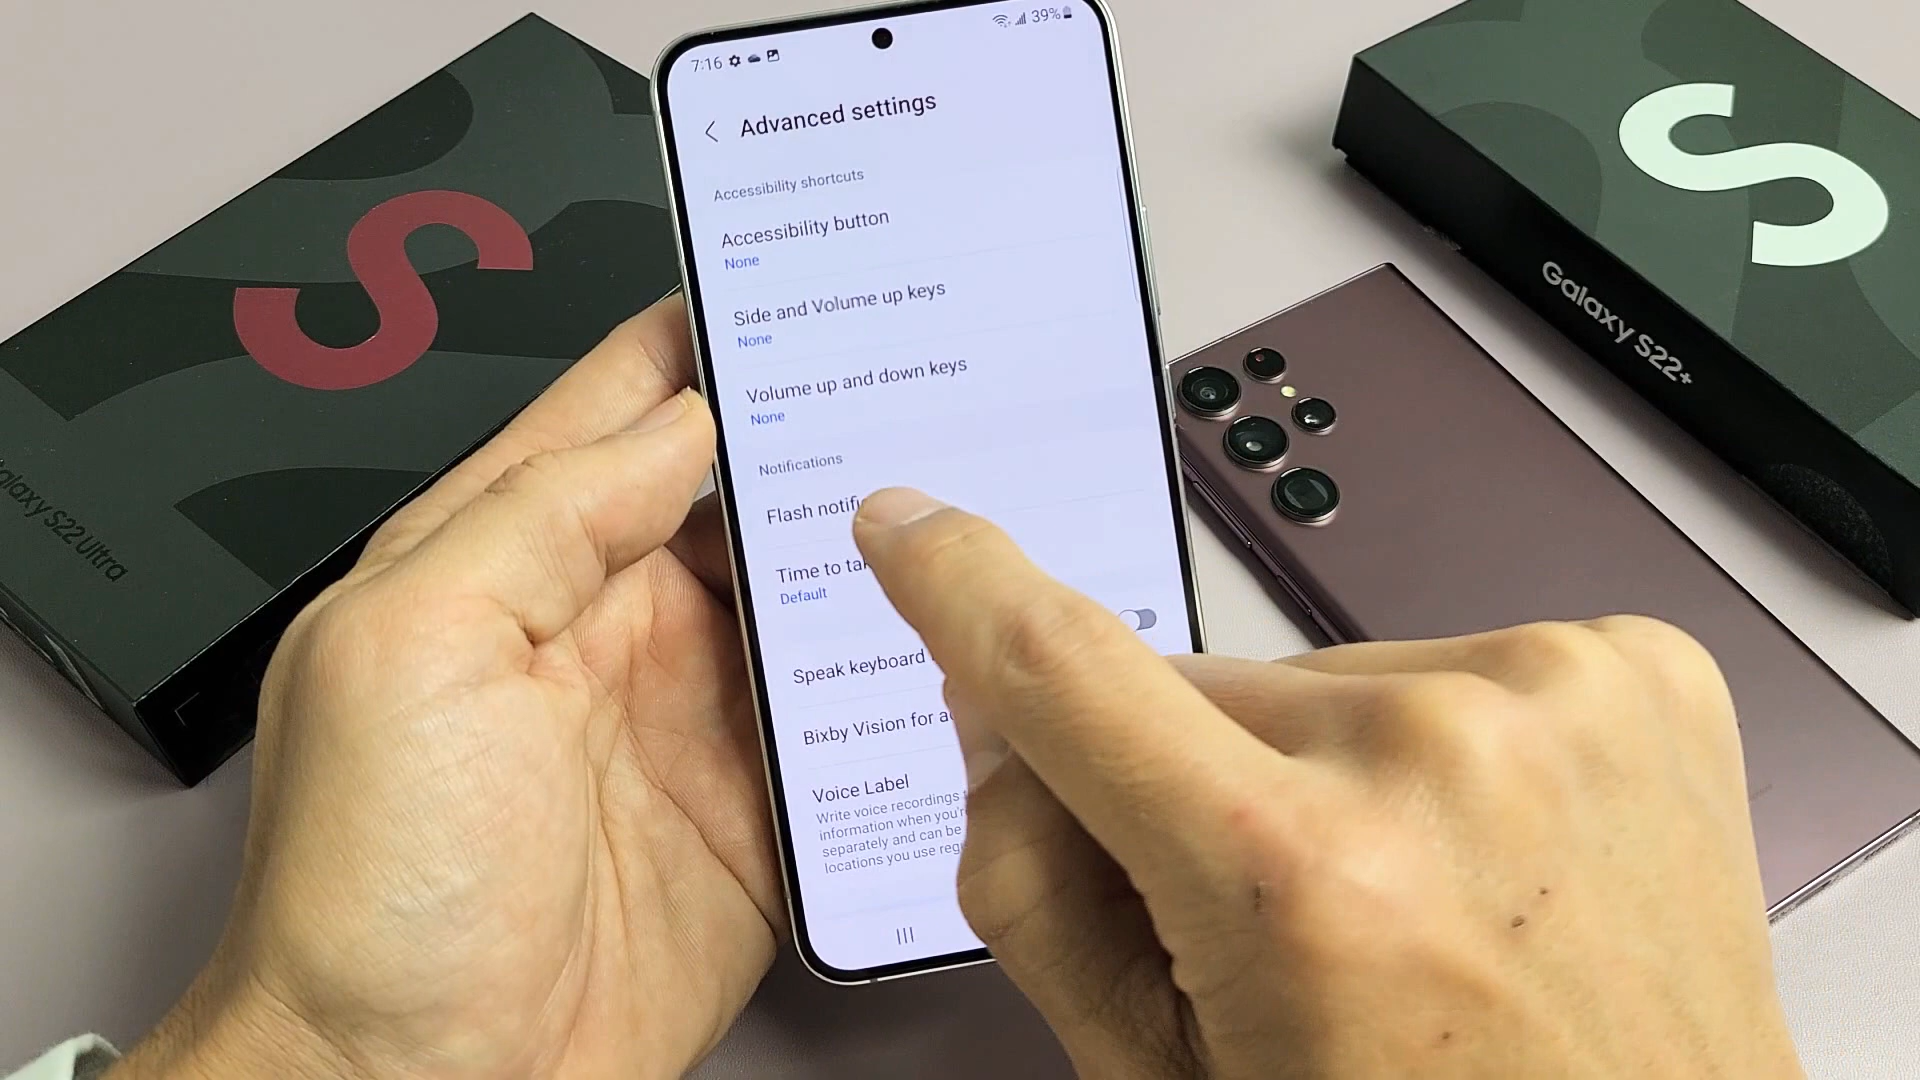 7:16
39%
Advanced settings
Accessibility shortcuts
Accessibility button
None
Side and Volume up keys
None
Volume up and down keys
None
Notifications
Flash notifi
Time to ta
Default
Speak keyboard
Bixby Vision for a
Voice Label
Write voice recordings
information when you'r
separately and can be
locations you use reg
S
Galaxy S22 Ultra
S
Galaxy S22+